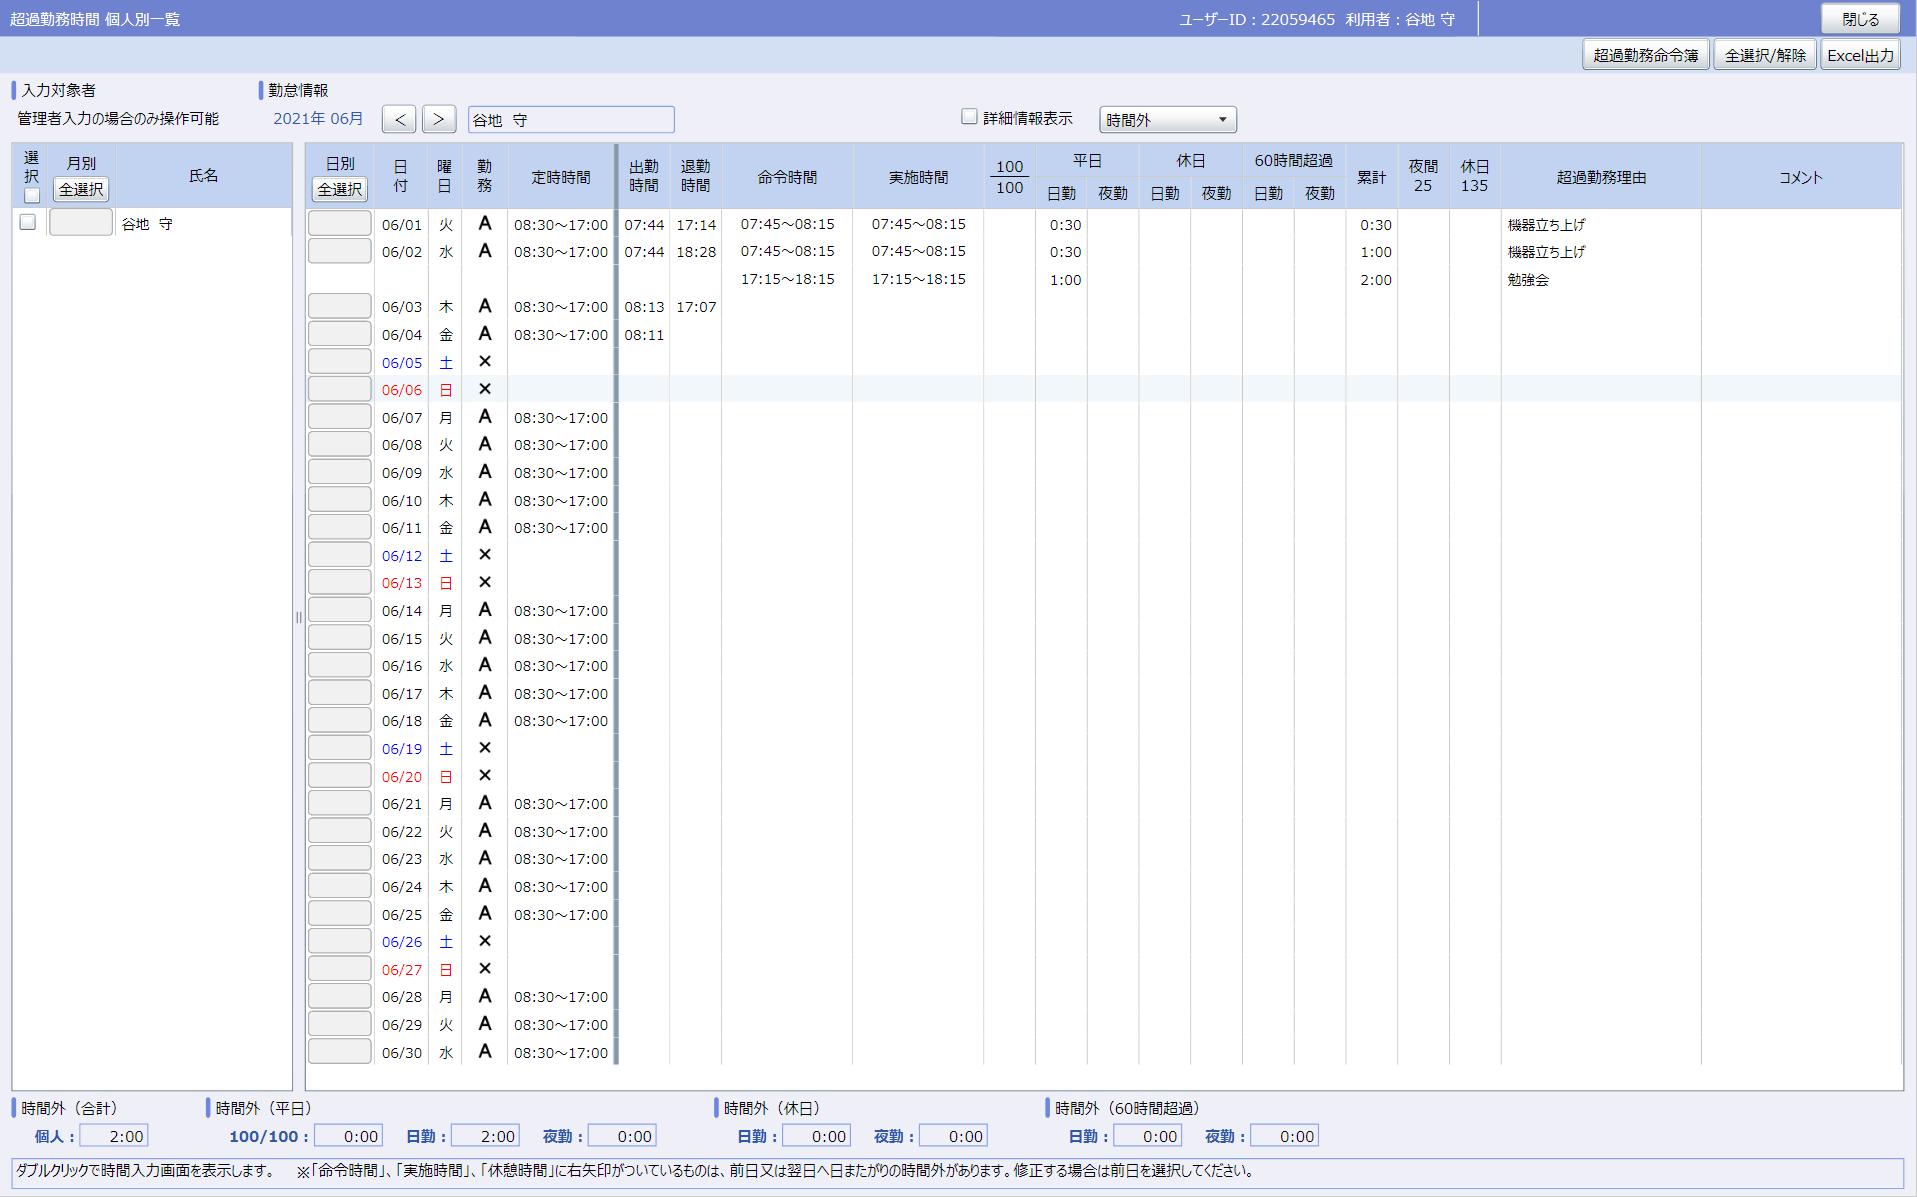 超過勤務時間 個人別一覧 ユーザーID：22059465 利用者：谷地 守 閉じる
超過勤務命令簿 全選択/解除 Excel出力
入力対象者 勤怠情報
管理者入力の場合のみ操作可能 2021年 06月 < > 谷地 守 詳細情報表示 時間外
選択 月別 全選択 氏名
谷地 守
日別 全選択 日付 曜日 勤務 定時時間 出勤時間 退勤時間 命令時間 実施時間 100/100 平日 日勤 夜勤 休日 日勤 夜勤 60時間超過 日勤 夜勤 累計 夜間25 休日135 超過勤務理由 コメント
06/01 火 A 08:30～17:00 07:44 17:14 07:45～08:15 07:45～08:15 0:30 0:30 機器立ち上げ
06/02 水 A 08:30～17:00 07:44 18:28 07:45～08:15 07:45～08:15 0:30 1:00 機器立ち上げ
17:15～18:15 17:15～18:15 1:00 2:00 勉強会
06/03 木 A 08:30～17:00 08:13 17:07
06/04 金 A 08:30～17:00 08:11
06/05 土 ×
06/06 日 ×
06/07 月 A 08:30～17:00
06/08 火 A 08:30～17:00
06/09 水 A 08:30～17:00
06/10 木 A 08:30～17:00
06/11 金 A 08:30～17:00
06/12 土 ×
06/13 日 ×
06/14 月 A 08:30～17:00
06/15 火 A 08:30～17:00
06/16 水 A 08:30～17:00
06/17 木 A 08:30～17:00
06/18 金 A 08:30～17:00
06/19 土 ×
06/20 日 ×
06/21 月 A 08:30～17:00
06/22 火 A 08:30～17:00
06/23 水 A 08:30～17:00
06/24 木 A 08:30～17:00
06/25 金 A 08:30～17:00
06/26 土 ×
06/27 日 ×
06/28 月 A 08:30～17:00
06/29 火 A 08:30～17:00
06/30 水 A 08:30～17:00
時間外（合計） 時間外（平日） 時間外（休日） 時間外（60時間超過）
個人： 2:00 100/100： 0:00 日勤： 2:00 夜勤： 0:00 日勤： 0:00 夜勤： 0:00 日勤： 0:00 夜勤： 0:00
ダブルクリックで時間入力画面を表示します。 ※「命令時間」、「実施時間」、「休憩時間」に右矢印がついているものは、前日又は翌日へ日またがりの時間外があります。修正する場合は前日を選択してください。